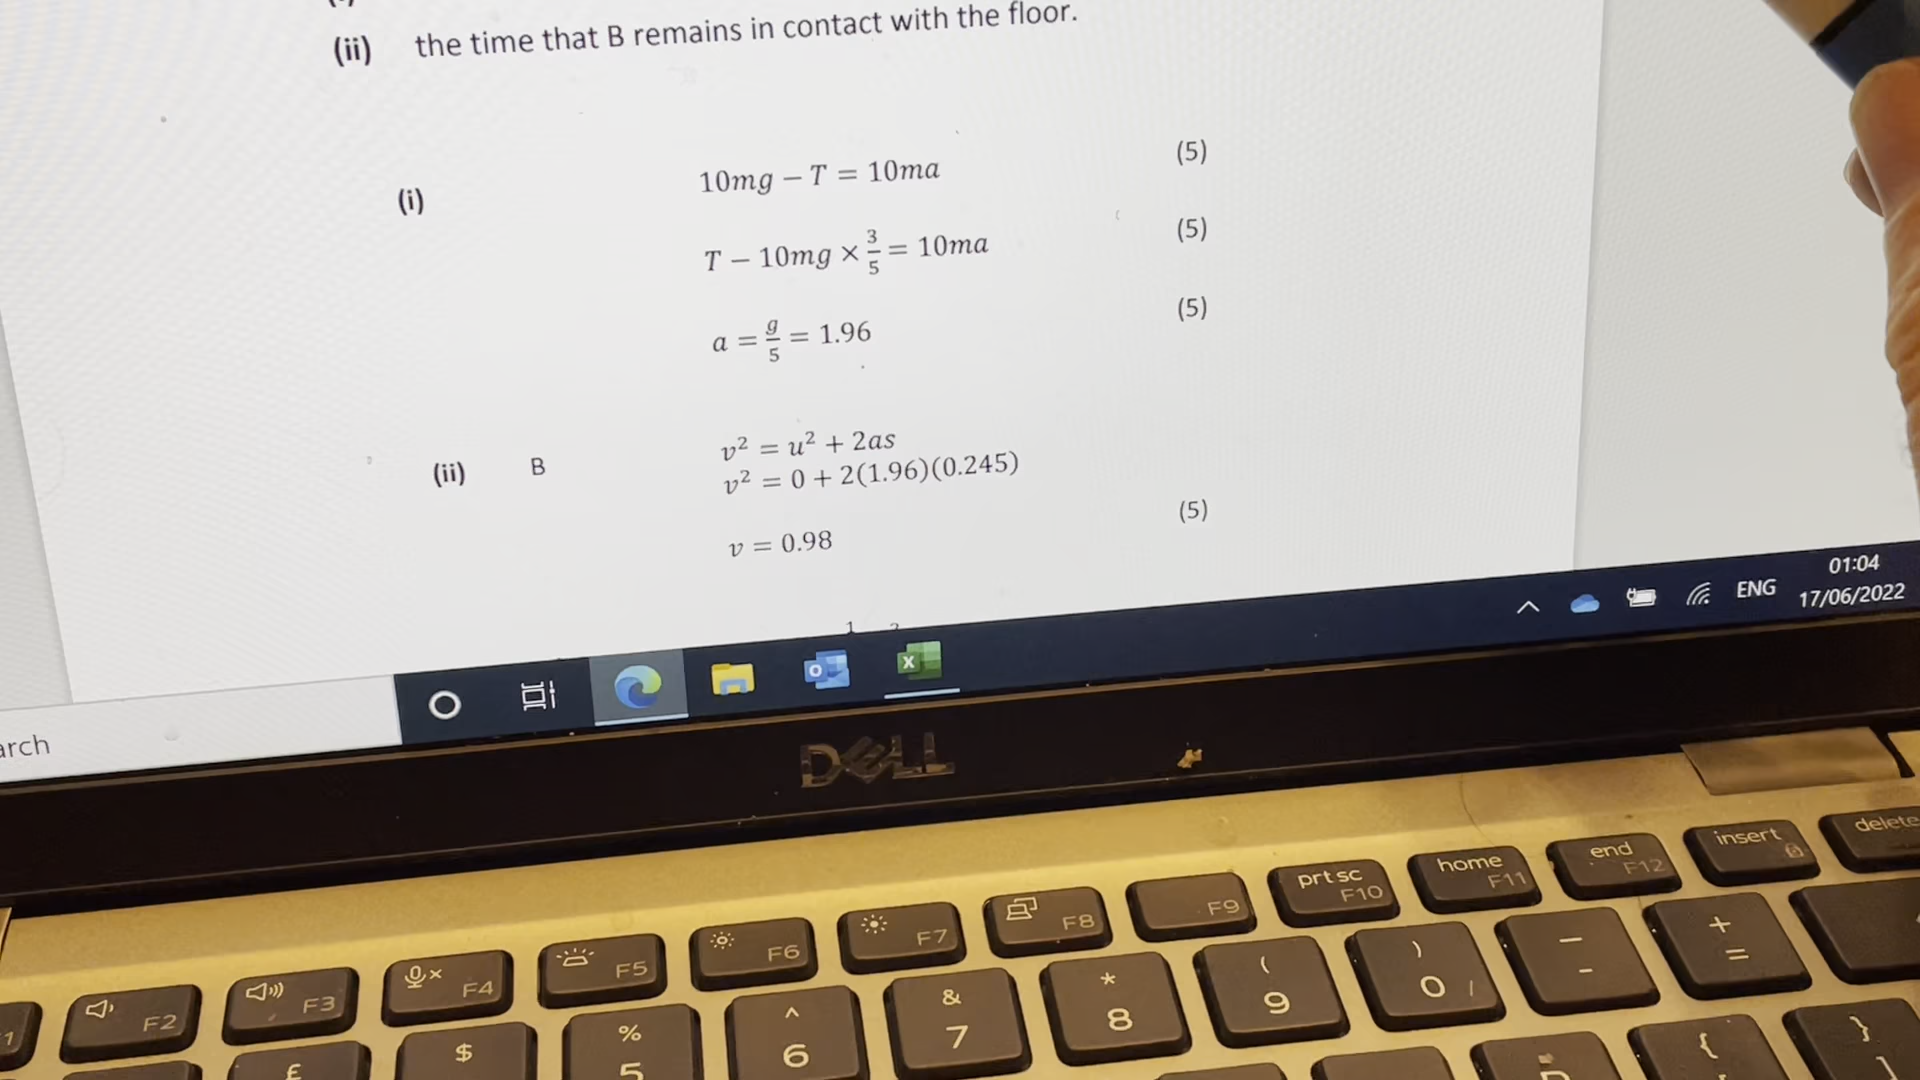 (ii) the time that B remains in contact with the floor.
(i) 10mg − T = 10ma (5)
T − 10mg × 3/5 = 10ma (5)
a = g/5 = 1.96 (5)
(ii) B v² = u² + 2as
v² = 0 + 2(1.96)(0.245)
v = 0.98 (5)
ENG 01:04
17/06/2022
arch
DELL
delete
insert
end F12
home F11
prt sc F10
F9
F8
F7
F6
F5
F4
F3
F2
1
+ =
− -
) 0 /
( 9
* 8
& 7
^ 6
% 5
$
£
{
}